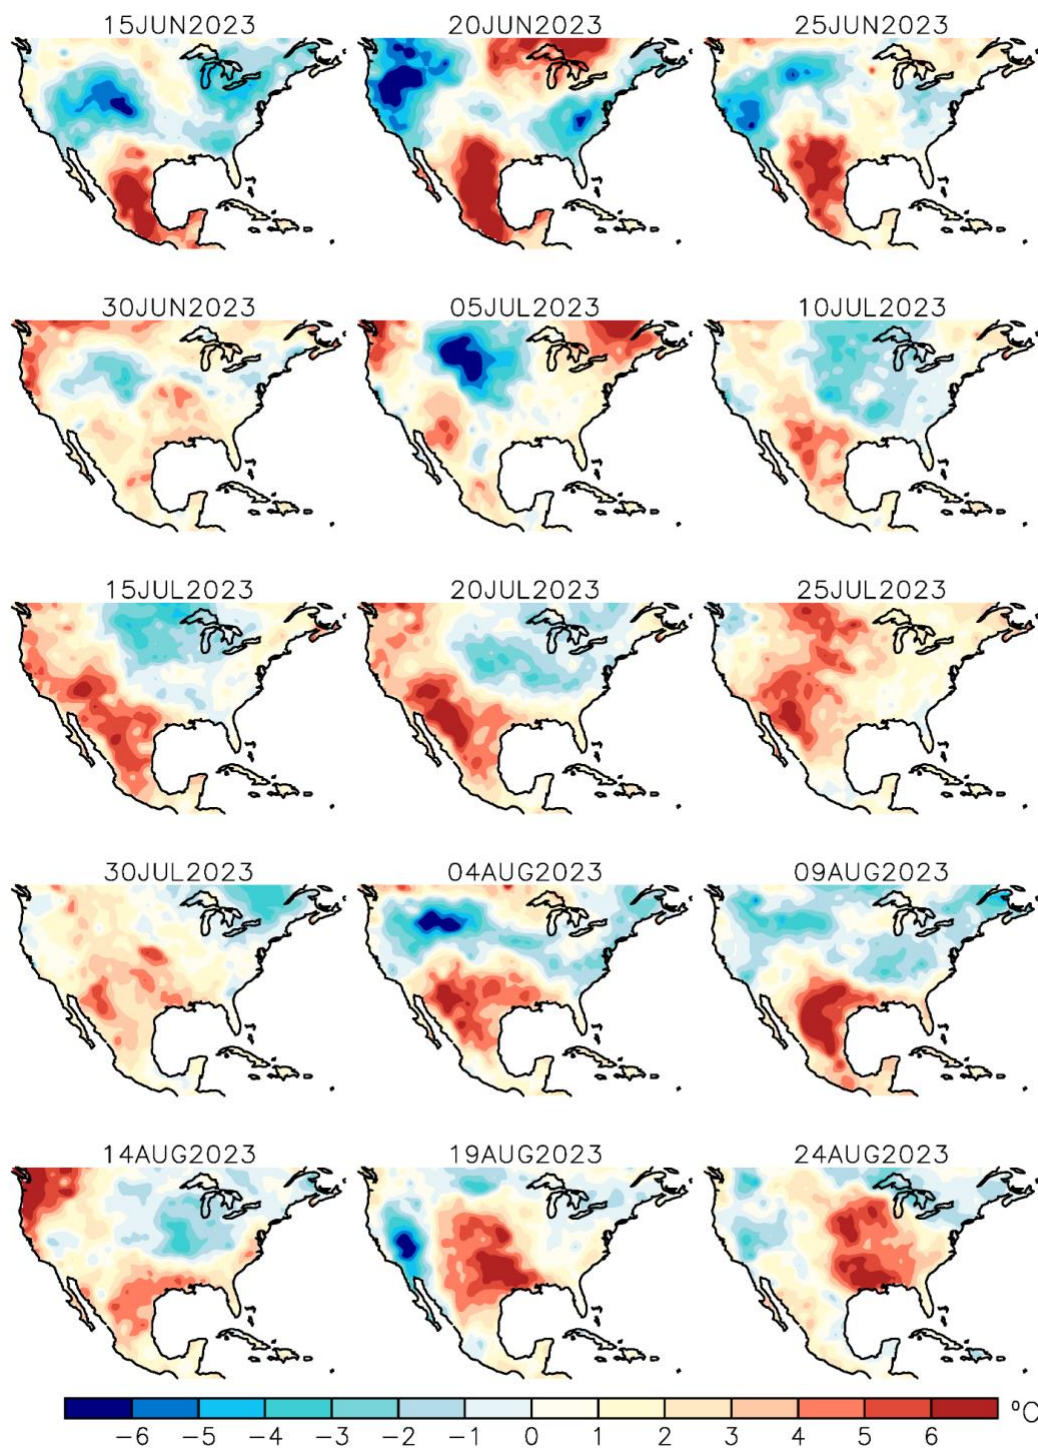 15JUN2023 20JUN2023 25JUN2023
30JUN2023 05JUL2023 10JUL2023
15JUL2023 20JUL2023 25JUL2023
30JUL2023 04AUG2023 09AUG2023
14AUG2023 19AUG2023 24AUG2023
-6 -5 -4 -3 -2 -1 0 1 2 3 4 5 6 °C